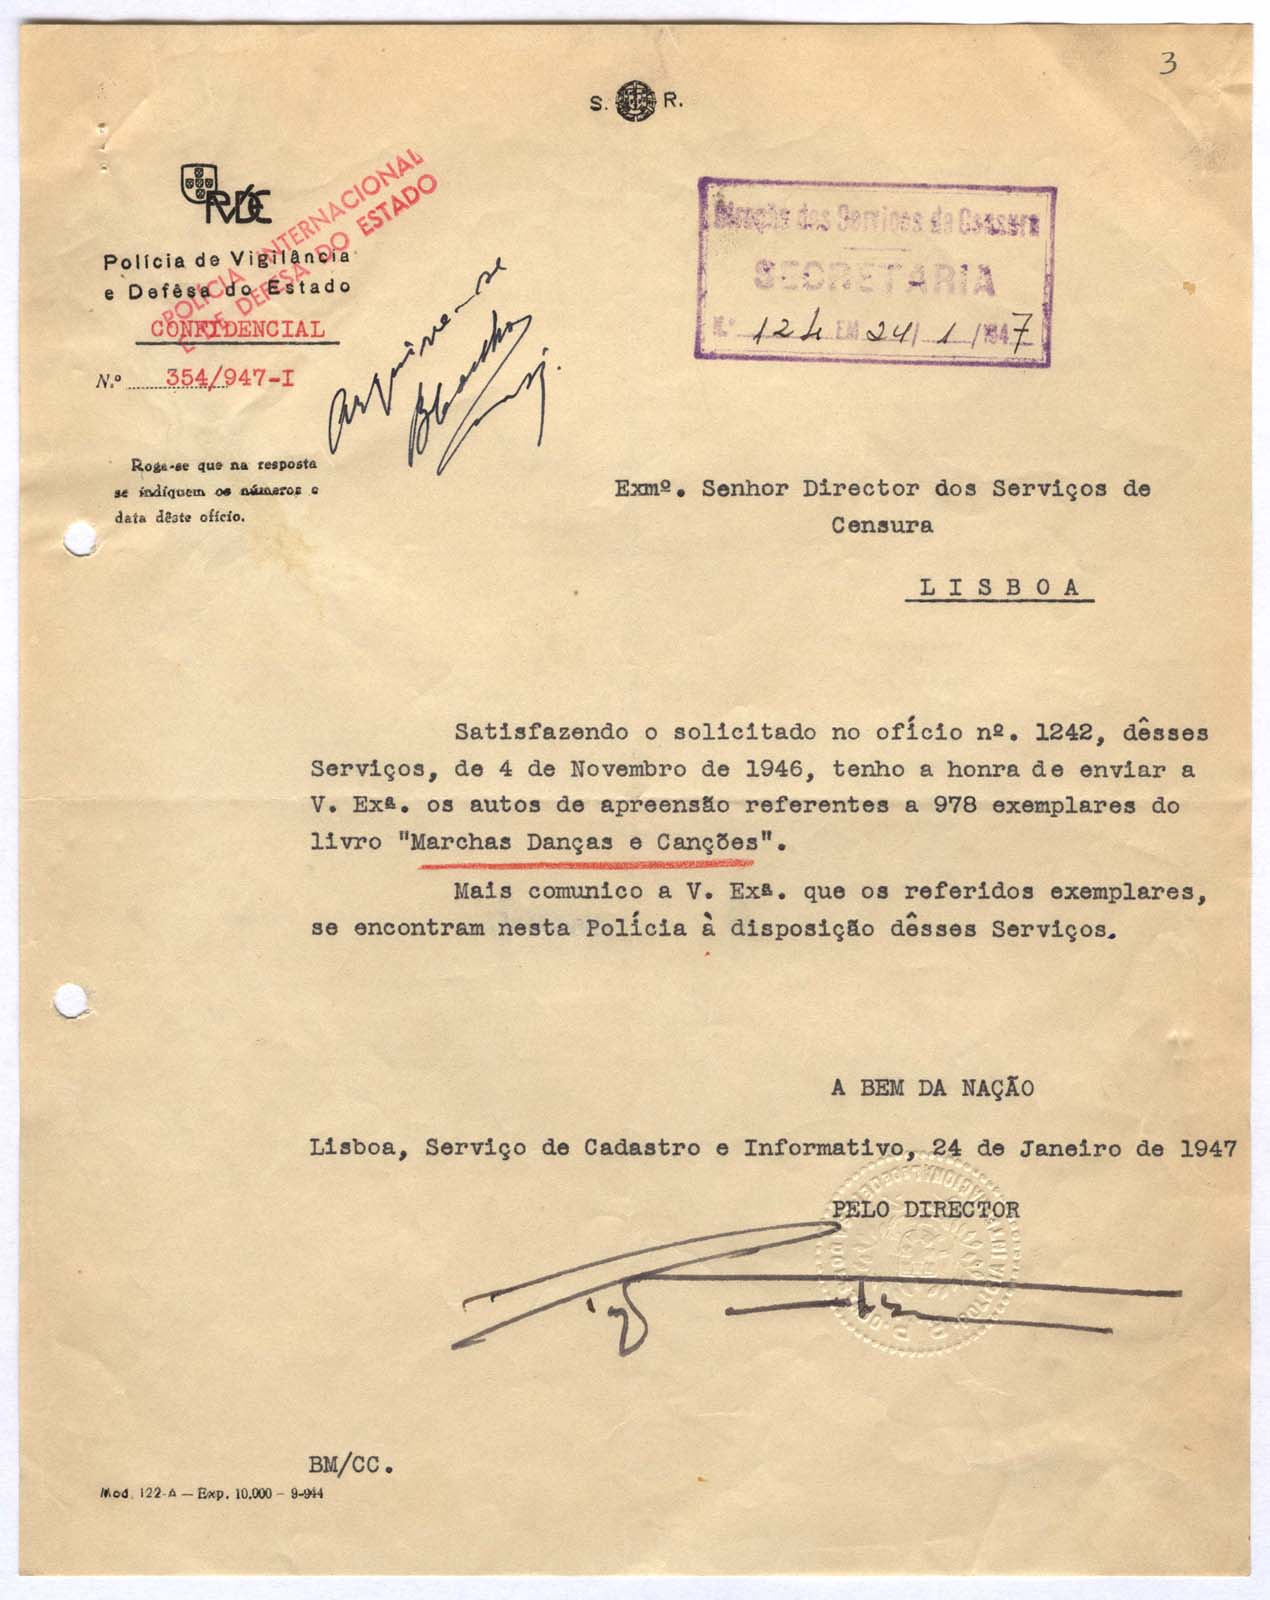 3
S. R.
PVDE
Polícia de Vigilância
e Defêsa do Estado
POLICIA INTERNACIONAL
E DE DEFESA DO ESTADO
CONFIDENCIAL
N.º 354/947-I
Roga-se que na resposta
se indíquem os números e
data dêste ofício.
Arquive-se
Direcção dos Serviços de Censura
SECRETARIA
N.º 124 EM 24/1/1947
Exmº. Senhor Director dos Serviços de
Censura
LISBOA
Satisfazendo o solicitado no ofício nº. 1242, dêsses
Serviços, de 4 de Novembro de 1946, tenho a honra de enviar a
V. Exª. os autos de apreensão referentes a 978 exemplares do
livro "Marchas Danças e Canções".
Mais comunico a V. Exª. que os referidos exemplares,
se encontram nesta Polícia à disposição dêsses Serviços.
A BEM DA NAÇÃO
Lisboa, Serviço de Cadastro e Informativo, 24 de Janeiro de 1947
PELO DIRECTOR
BM/CC.
Mod. 122-A — Exp. 10.000 - 9-944